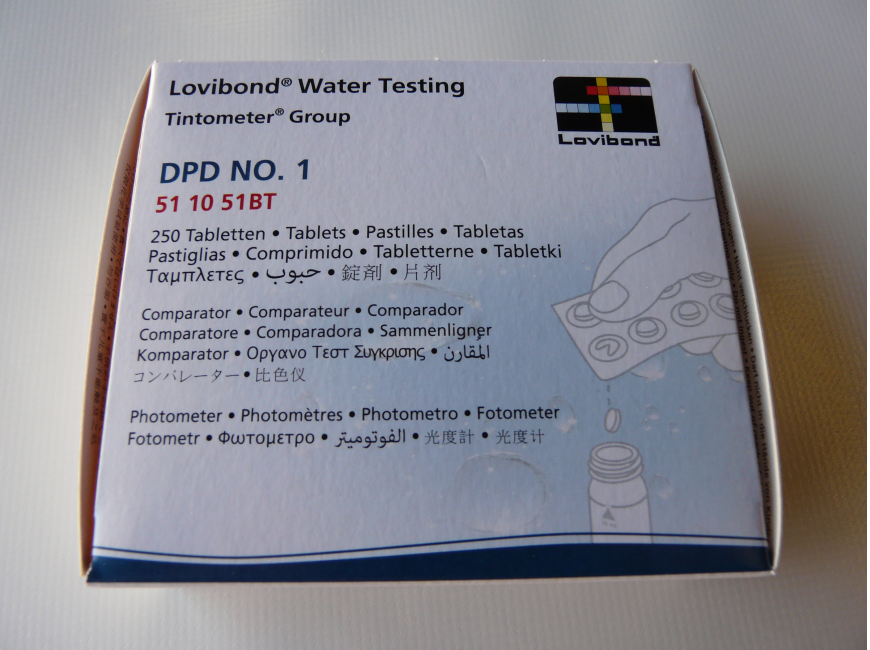 Lovibond® Water Testing
Tintometer® Group
Lovibond
DPD NO. 1
51 10 51BT
250 Tabletten • Tablets • Pastilles • Tabletas
Pastiglias • Comprimido • Tabletterne • Tabletki
Ταμπλετες • حبوب • 錠剤 • 片剂
Comparator • Comparateur • Comparador
Comparatore • Comparadora • Sammenligner
Komparator • Οργανο Τεστ Συγκρισης • المُقارن
コンパレーター • 比色仪
Photometer • Photomètres • Photometro • Fotometer
Fotometr • Φωτομετρο • الفوتوميتر • 光度計 • 光度计